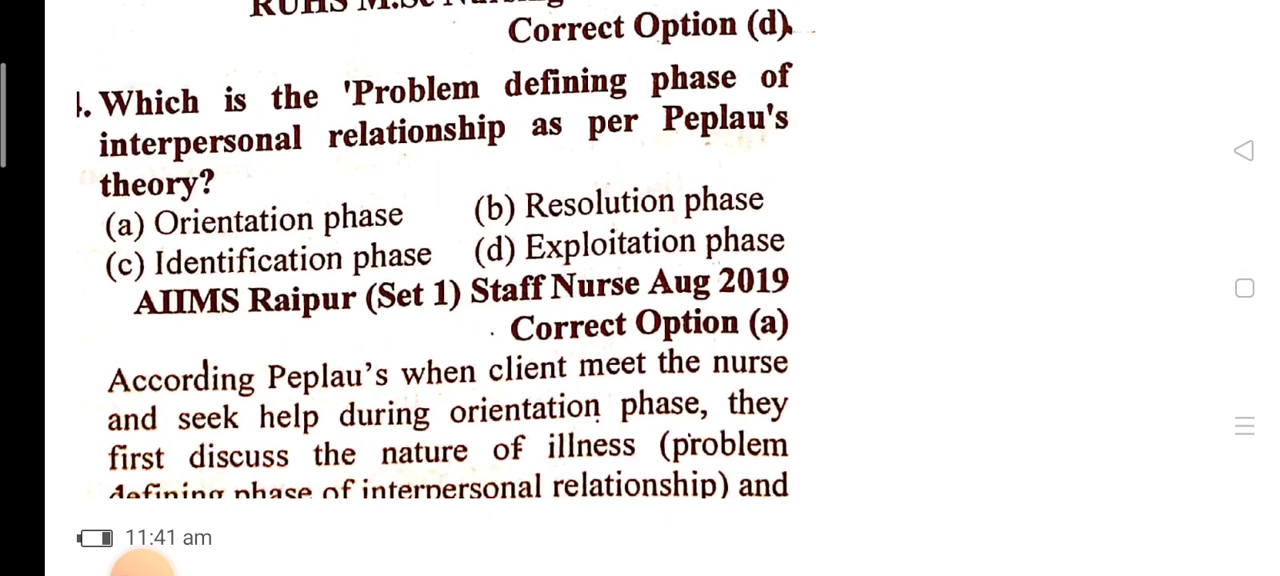 Correct Option (d)
. Which is the 'Problem defining phase of
interpersonal relationship as per Peplau's
theory?
(a) Orientation phase (b) Resolution phase
(c) Identification phase (d) Exploitation phase
AIIMS Raipur (Set 1) Staff Nurse Aug 2019
Correct Option (a)
According Peplau's when client meet the nurse
and seek help during orientation phase, they
first discuss the nature of illness (problem
defining phase of interpersonal relationship) and
11:41 am